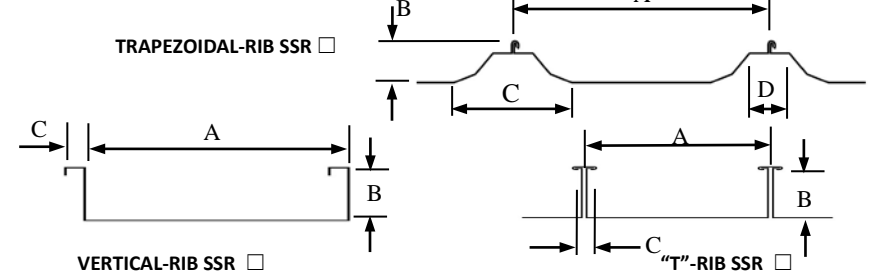 A
B
TRAPEZOIDAL-RIB SSR □
C
D
C
A
B
A
B
C
VERTICAL-RIB SSR □
“T”-RIB SSR □